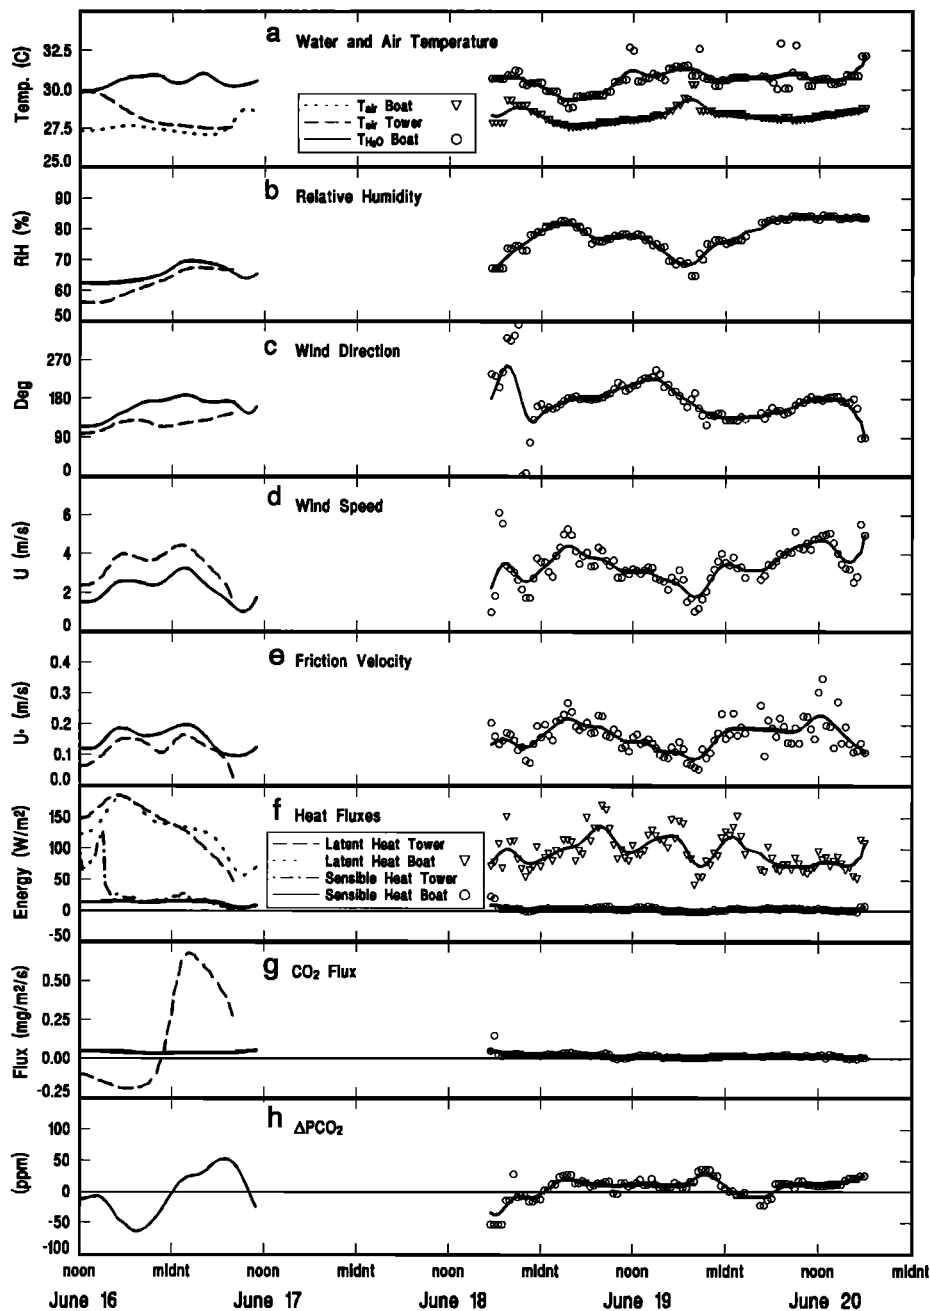 a Water and Air Temperature
Temp. (C)
32.5
30.0
27.5
25.0
Tair Boat
Tair Tower
TH₂O Boat
b Relative Humidity
RH (%)
90
80
70
60
50
c Wind Direction
Deg
270
180
90
0
d Wind Speed
U (m/s)
6
4
2
0
e Friction Velocity
U* (m/s)
0.4
0.3
0.2
0.1
0.0
f Heat Fluxes
Energy (W/m2)
150
100
50
0
-50
Latent Heat Tower
Latent Heat Boat
Sensible Heat Tower
Sensible Heat Boat
g CO₂ Flux
Flux (mg/m2/s)
0.50
0.25
0.00
-0.25
h ΔPCO₂
(ppm)
100
50
0
-50
-100
noon midnt noon midnt noon midnt noon midnt noon midnt
June 16 June 17 June 18 June 19 June 20